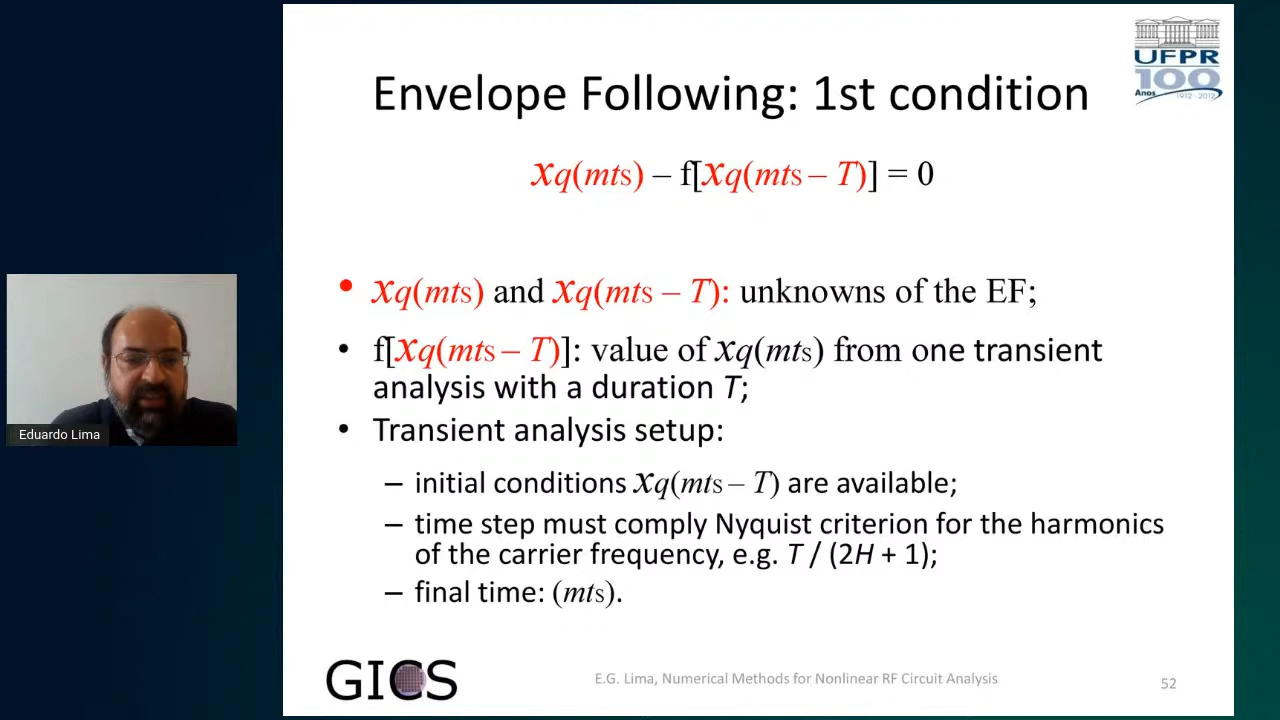 UFPR
100
Anos 1912-2012
Envelope Following: 1st condition
xq(mts) – f[xq(mts – T)] = 0
• xq(mts) and xq(mts – T): unknowns of the EF;
• f[xq(mts – T)]: value of xq(mts) from one transient
analysis with a duration T;
• Transient analysis setup:
– initial conditions xq(mts – T) are available;
– time step must comply Nyquist criterion for the harmonics
of the carrier frequency, e.g. T / (2H + 1);
– final time: (mts).
Eduardo Lima
GICS
E.G. Lima, Numerical Methods for Nonlinear RF Circuit Analysis
52